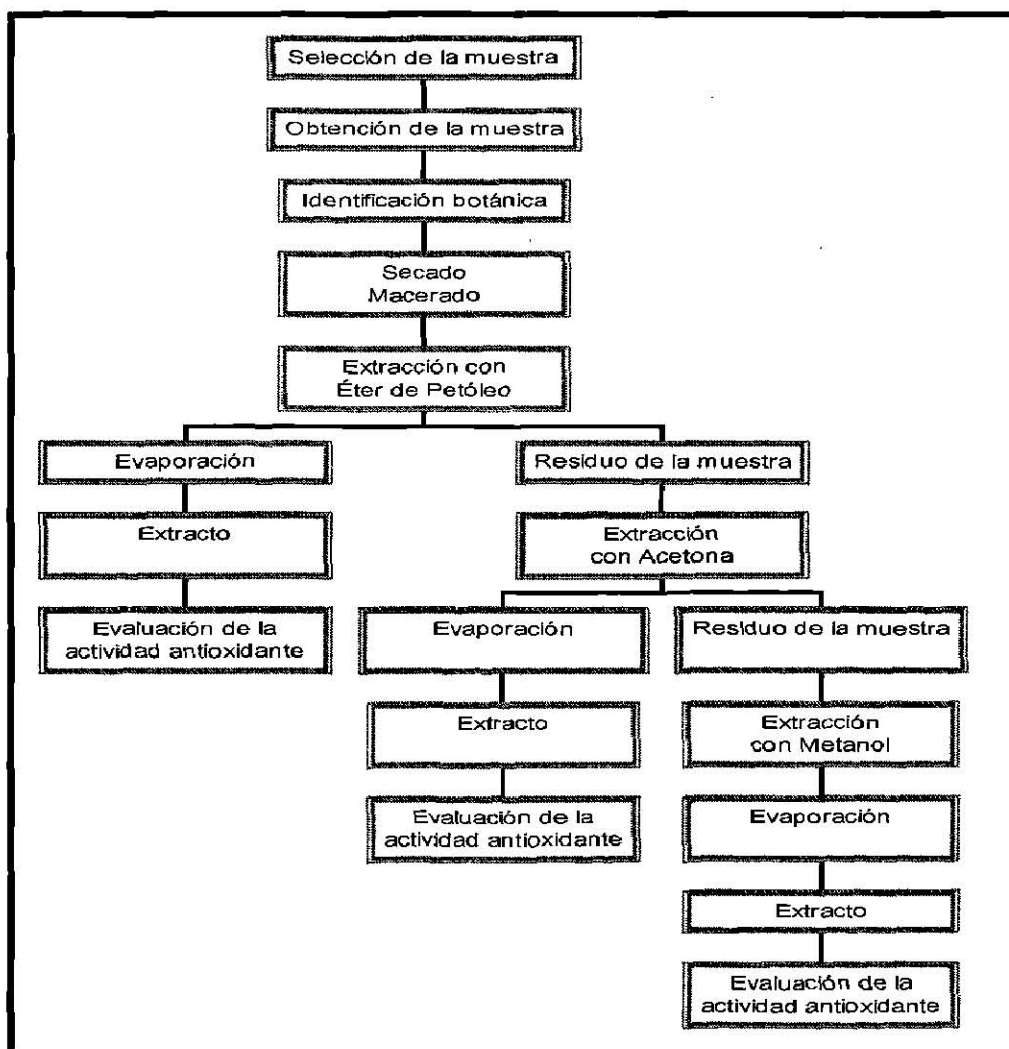 Selección de la muestra
Obtención de la muestra
Identificación botánica
Secado
Macerado
Extracción con
Éter de Petóleo
Evaporación
Residuo de la muestra
Extracto
Extracción
con Acetona
Evaluación de la
actividad antioxidante
Evaporación
Residuo de la muestra
Extracto
Extracción
con Metanol
Evaluación de la
actividad antioxidante
Evaporación
Extracto
Evaluación de la
actividad antioxidante